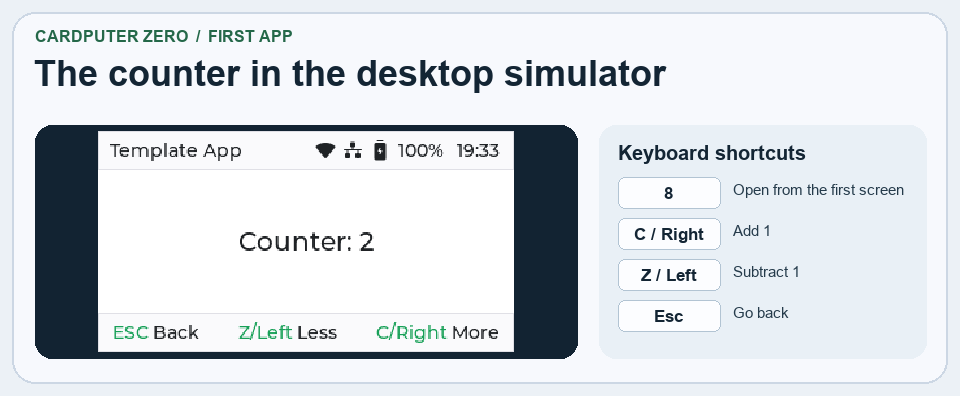 CARDPUTER ZERO / FIRST APP
The counter in the desktop simulator
Template App 100% 19:33
Counter: 2
ESC Back Z/Left Less C/Right More
Keyboard shortcuts
8 Open from the first screen
C / Right Add 1
Z / Left Subtract 1
Esc Go back